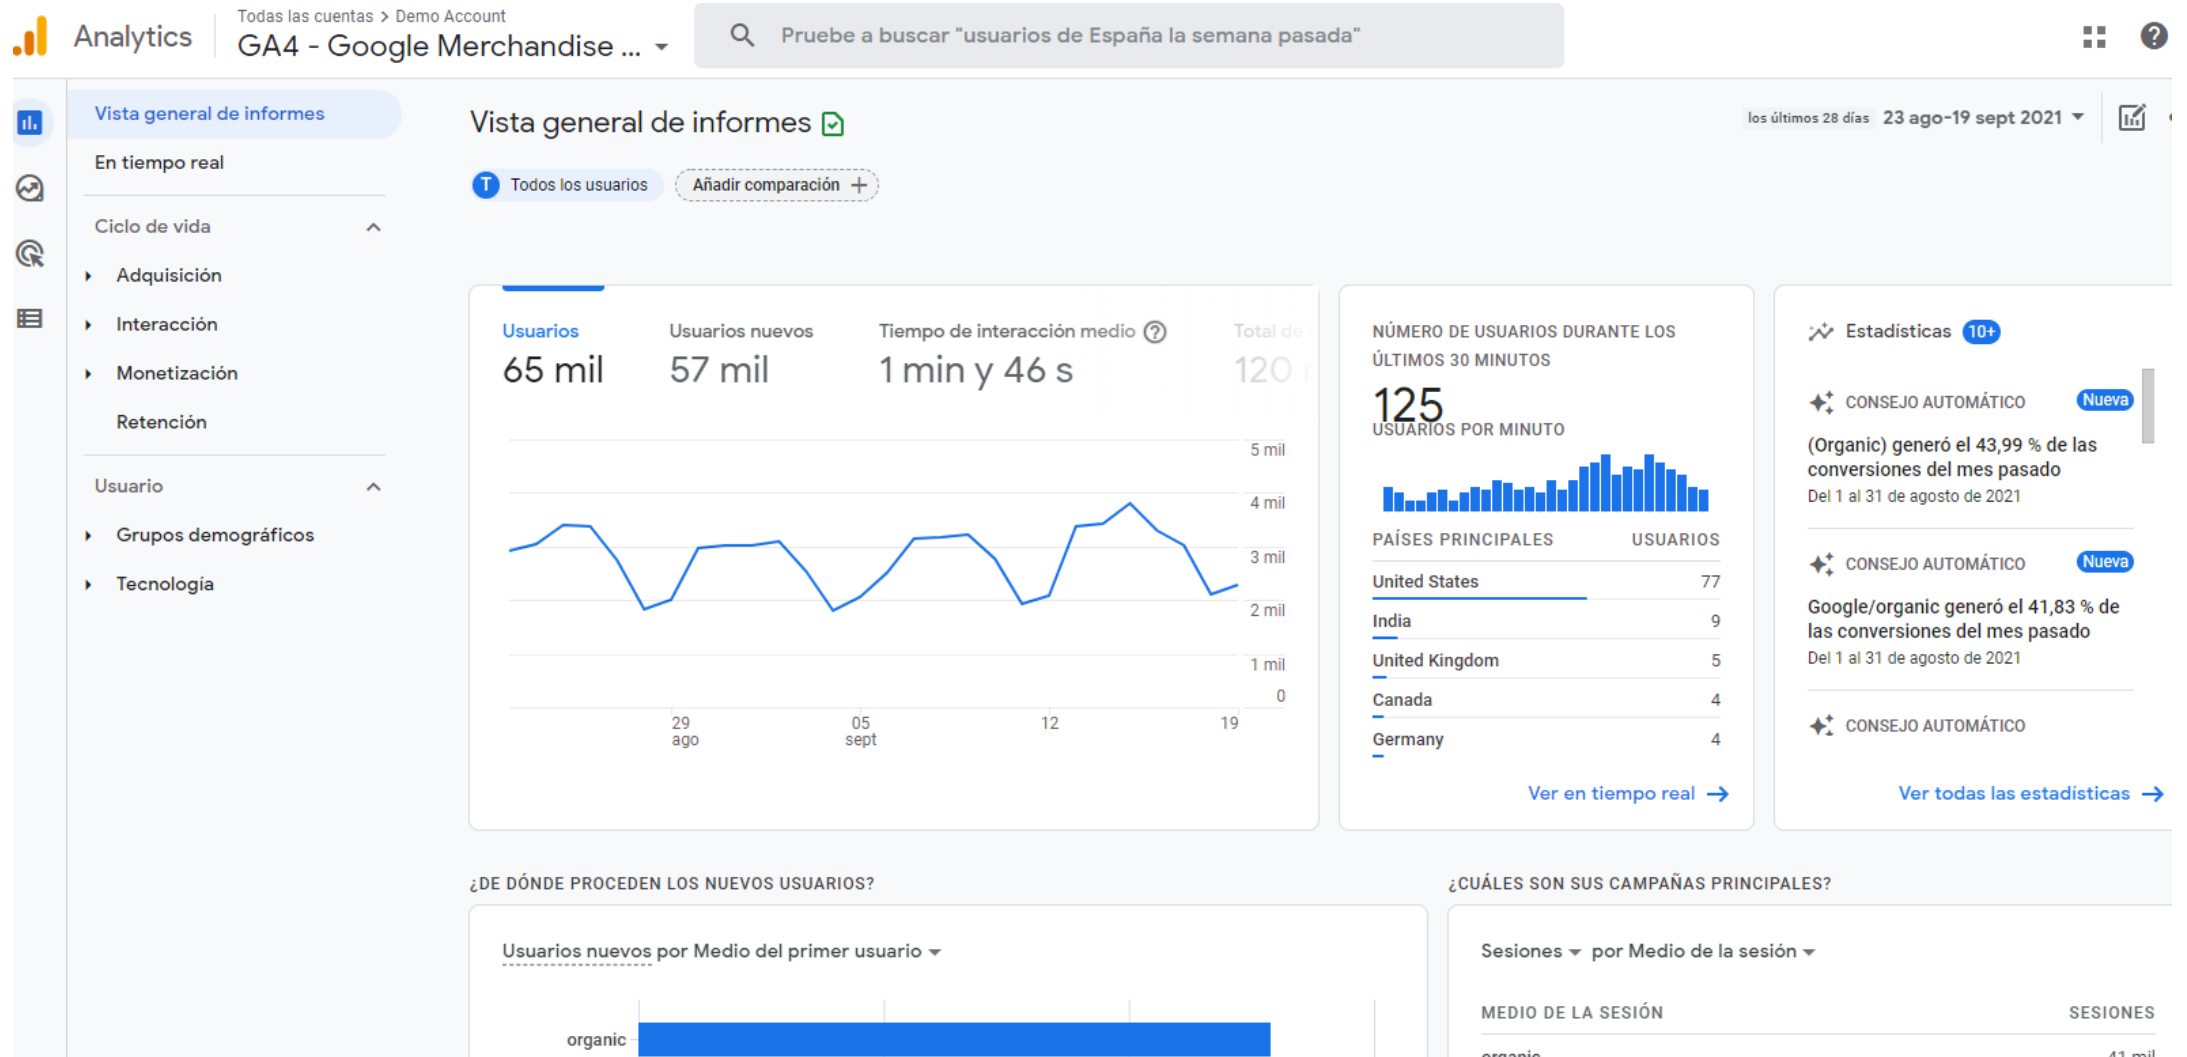 Analytics
Todas las cuentas > Demo Account
GA4 - Google Merchandise ...
Pruebe a buscar "usuarios de España la semana pasada"
Vista general de informes
En tiempo real
Ciclo de vida
Adquisición
Interacción
Monetización
Retención
Usuario
Grupos demográficos
Tecnología
Vista general de informes
los últimos 28 días 23 ago-19 sept 2021
T Todos los usuarios
Añadir comparación +
Usuarios
65 mil
Usuarios nuevos
57 mil
Tiempo de interacción medio
1 min y 46 s
Total de
120
5 mil
4 mil
3 mil
2 mil
1 mil
0
29
ago
05
sept
12
19
NÚMERO DE USUARIOS DURANTE LOS
ÚLTIMOS 30 MINUTOS
125
USUARIOS POR MINUTO
PAÍSES PRINCIPALES USUARIOS
United States 77
India 9
United Kingdom 5
Canada 4
Germany 4
Ver en tiempo real
Estadísticas 10+
CONSEJO AUTOMÁTICO Nueva
(Organic) generó el 43,99 % de las
conversiones del mes pasado
Del 1 al 31 de agosto de 2021
CONSEJO AUTOMÁTICO Nueva
Google/organic generó el 41,83 % de
las conversiones del mes pasado
Del 1 al 31 de agosto de 2021
CONSEJO AUTOMÁTICO
Ver todas las estadísticas
¿DE DÓNDE PROCEDEN LOS NUEVOS USUARIOS?
Usuarios nuevos por Medio del primer usuario
organic
¿CUÁLES SON SUS CAMPAÑAS PRINCIPALES?
Sesiones por Medio de la sesión
MEDIO DE LA SESIÓN SESIONES
organic 41 mil